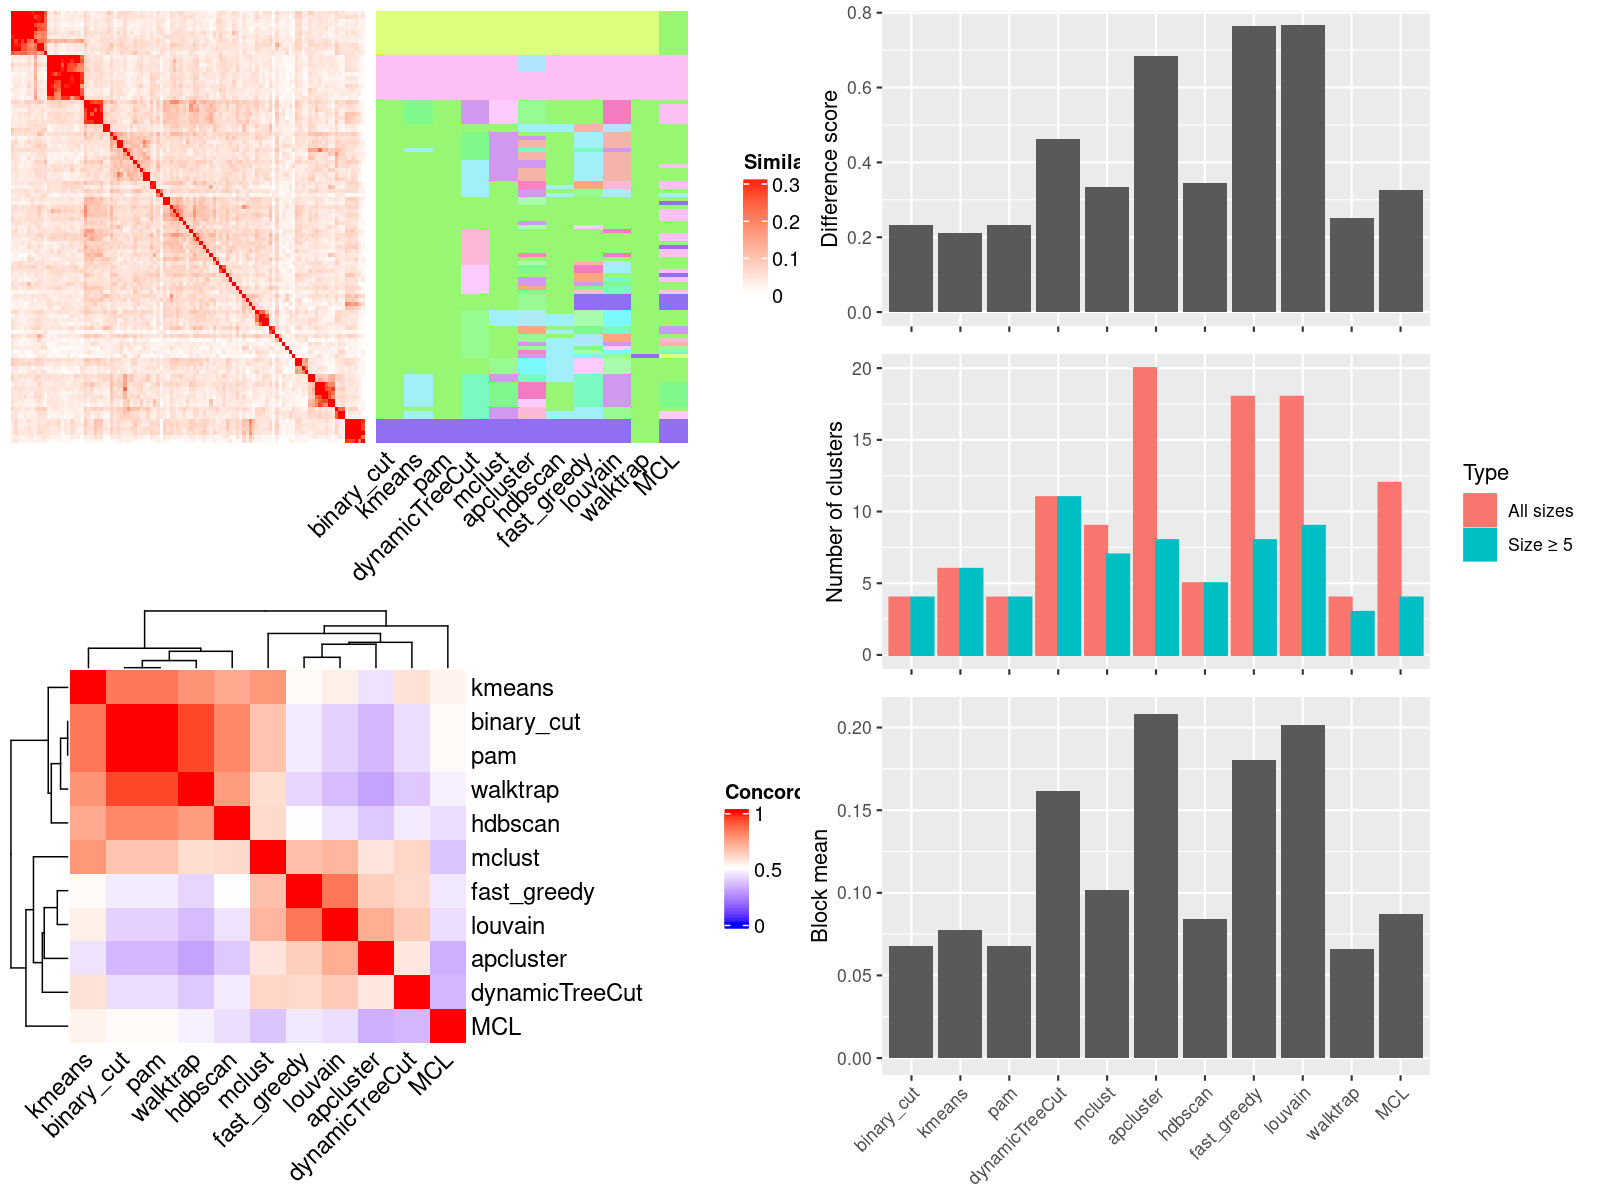 Simila
0.3
0.2
0.1
0
binary_cut
kmeans
pam
dynamicTreeCut
mclust
apcluster
hdbscan
fast_greedy
louvain
walktrap
MCL
kmeans
binary_cut
pam
walktrap
hdbscan
mclust
fast_greedy
louvain
apcluster
dynamicTreeCut
MCL
kmeans
binary_cut
pam
walktrap
hdbscan
mclust
fast_greedy
louvain
apcluster
dynamicTreeCut
MCL
Concord
1
0.5
0
Difference score
0.8
0.6
0.4
0.2
0.0
Number of clusters
20
15
10
5
0
Type
All sizes
Size ≥ 5
Block mean
0.20
0.15
0.10
0.05
0.00
binary_cut
kmeans
pam
dynamicTreeCut
mclust
apcluster
hdbscan
fast_greedy
louvain
walktrap
MCL